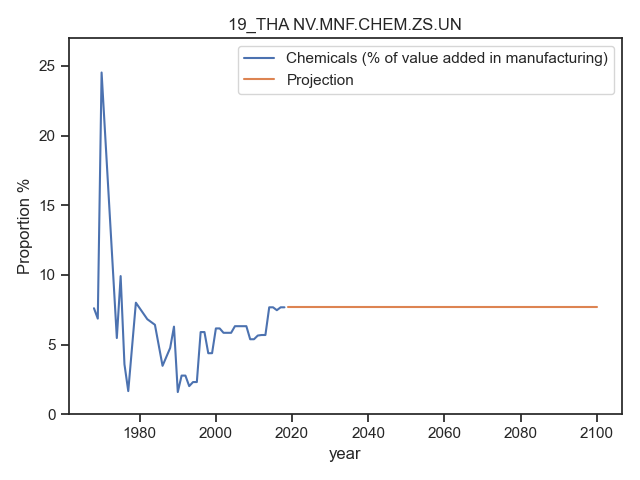 19_THA NV.MNF.CHEM.ZS.UN
Chemicals (% of value added in manufacturing)
Projection
Proportion %
25
20
15
10
5
0
1980 2000 2020 2040 2060 2080 2100
year